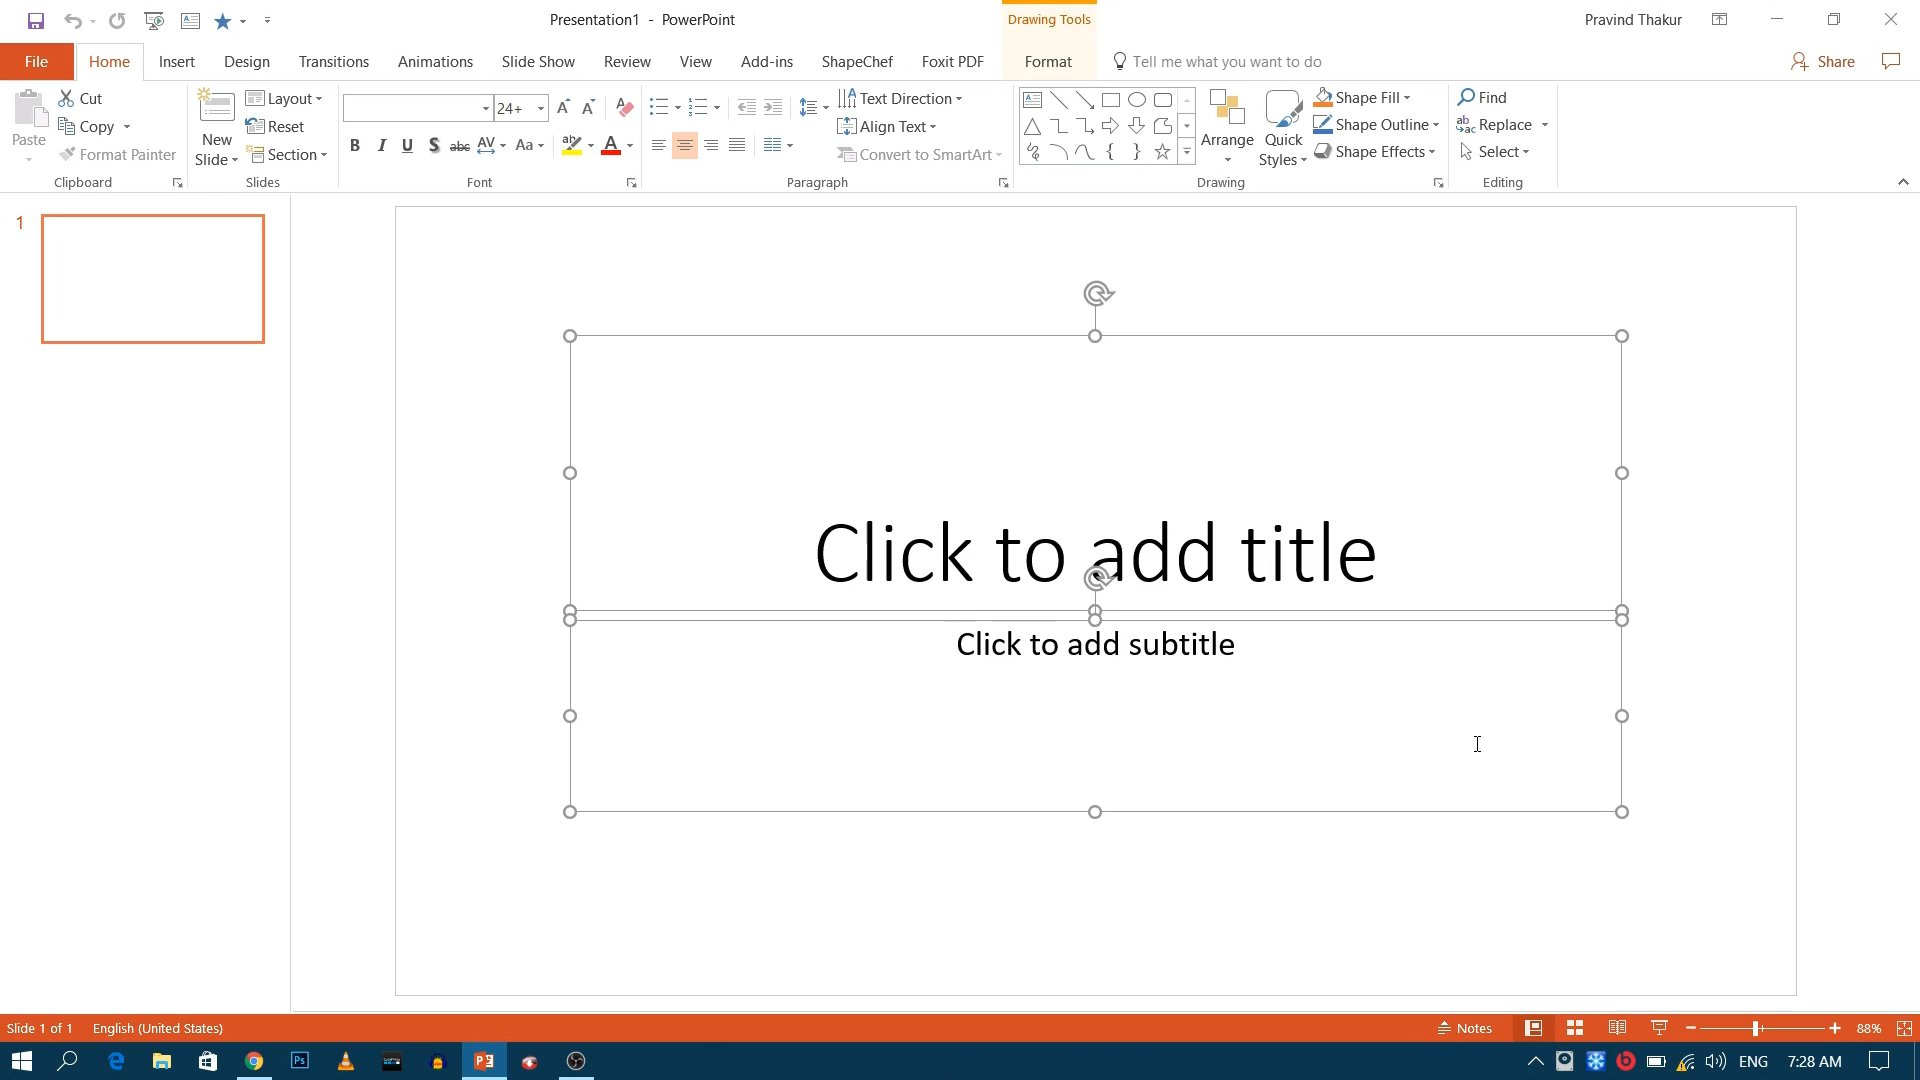 Presentation1 - PowerPoint
Drawing Tools
Pravind Thakur
File Home Insert Design Transitions Animations Slide Show Review View Add-ins ShapeChef Foxit PDF Format Tell me what you want to do Share
Paste
Cut
Copy
Format Painter
Clipboard
New Slide
Layout
Reset
Section
Slides
24+
B I U S abc AV Aa ab A
Font
Text Direction
Align Text
Convert to SmartArt
Paragraph
Arrange
Quick Styles
Shape Fill
Shape Outline
Shape Effects
Drawing
Find
Replace
Select
Editing
1
Click to add title
Click to add subtitle
Slide 1 of 1 English (United States) Notes 88%
ENG 7:28 AM